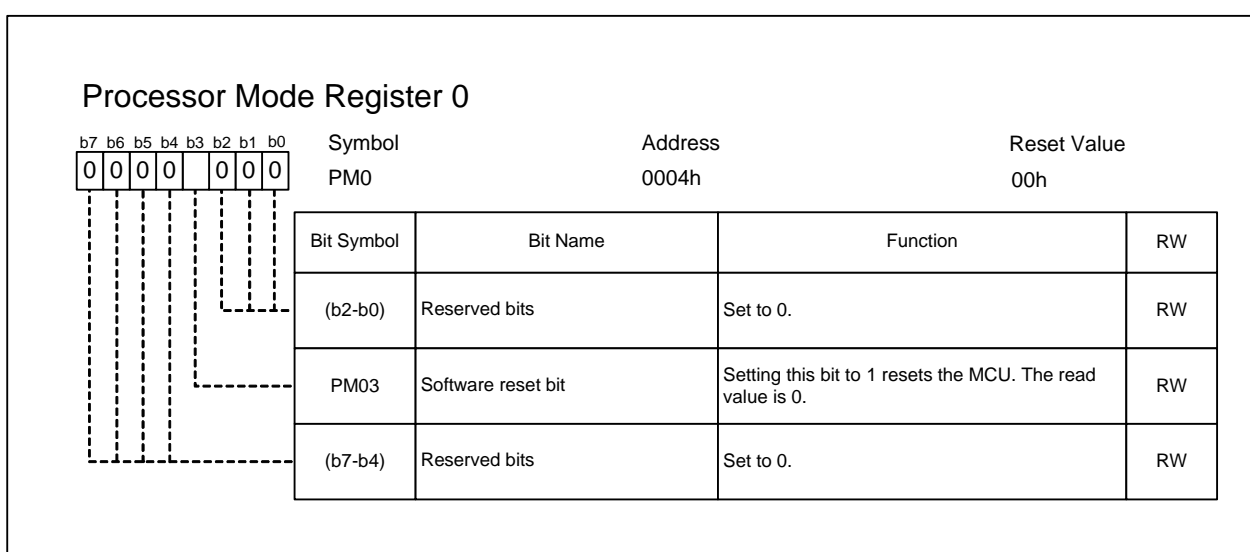 Processor Mode Register 0
b7 b6 b5 b4 b3 b2 b1 b0 Symbol Address Reset Value
0 0 0 0 0 0 0 PM0 0004h 00h
Bit Symbol Bit Name Function RW
(b2-b0) Reserved bits Set to 0. RW
PM03 Software reset bit Setting this bit to 1 resets the MCU. The read
value is 0. RW
(b7-b4) Reserved bits Set to 0. RW